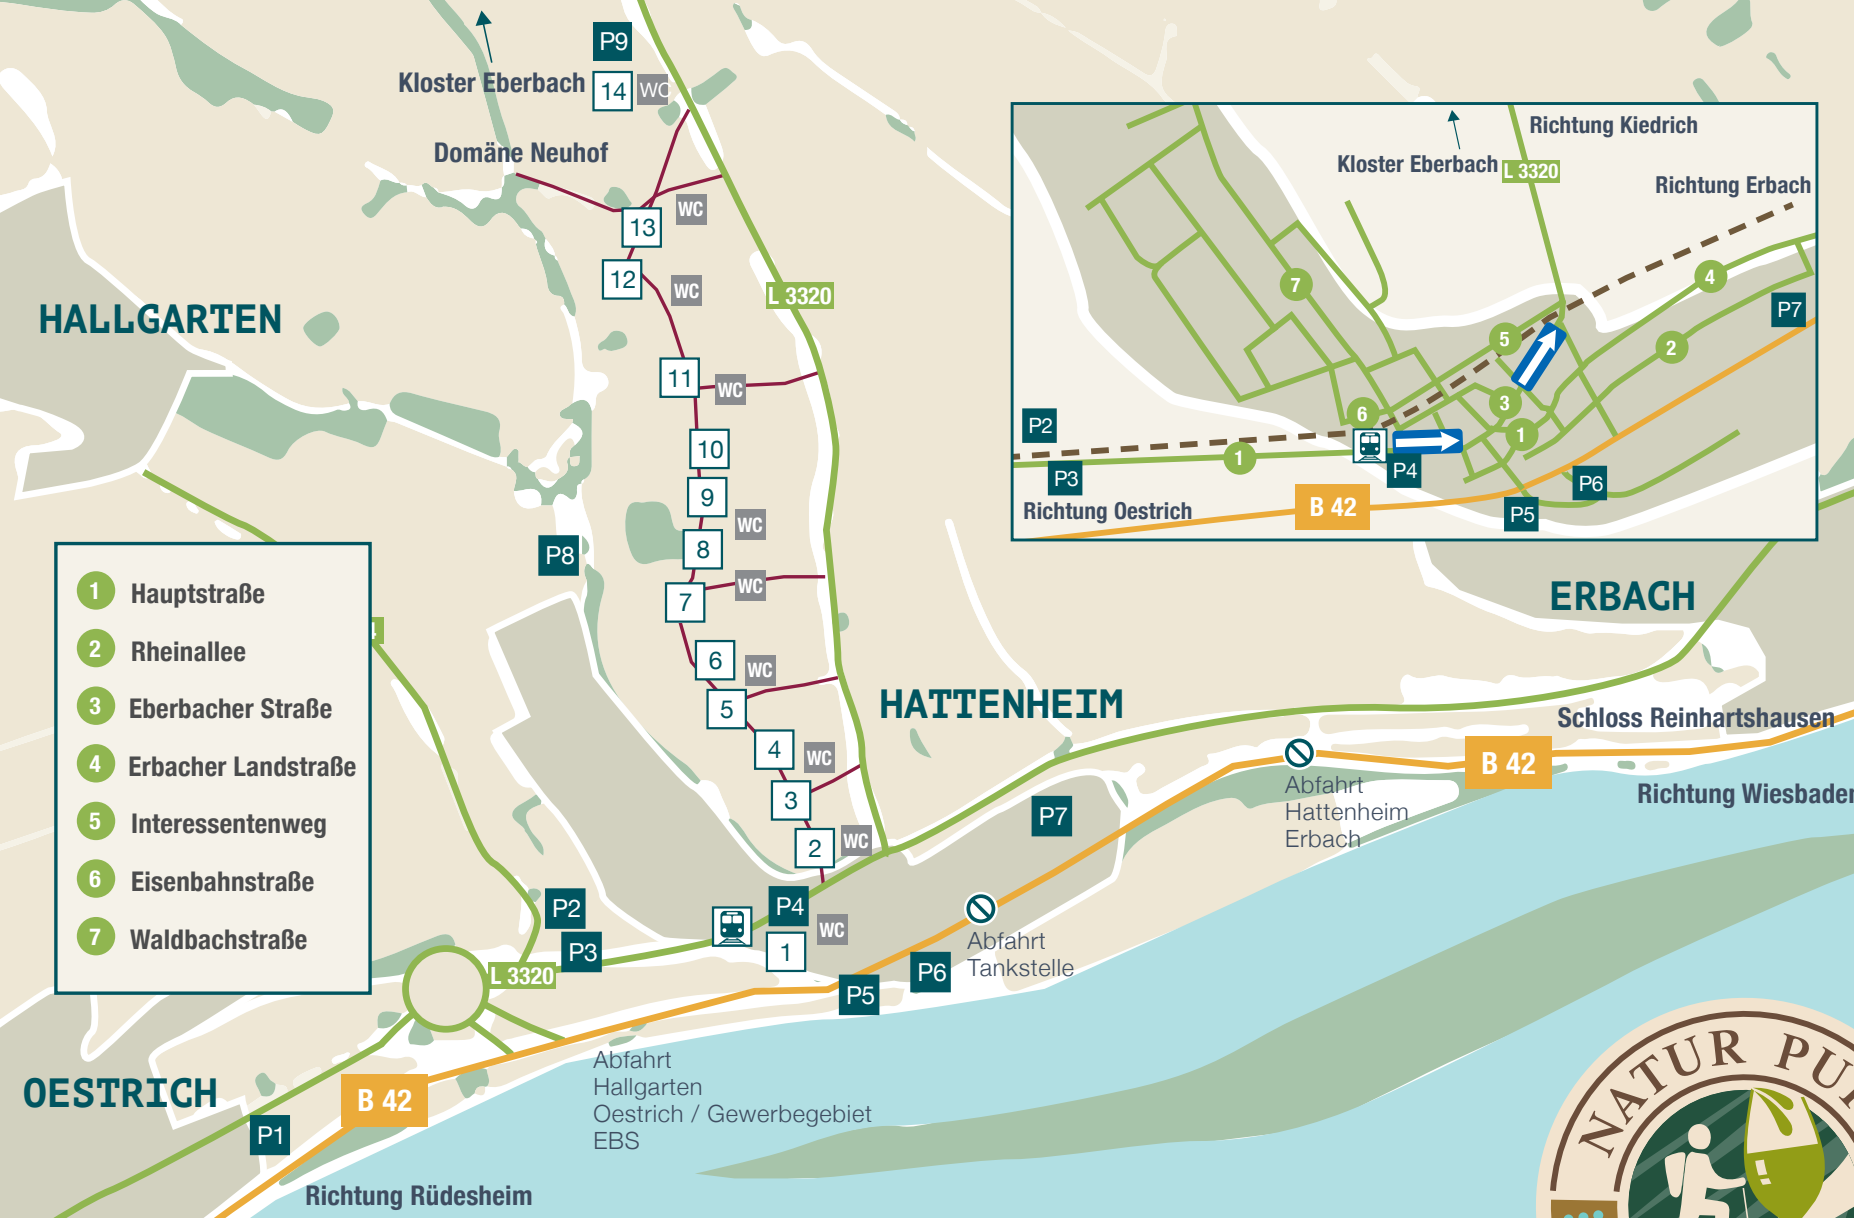 P9
Kloster Eberbach
14
WC
Domäne Neuhof
13
WC
12
WC
L 3320
HALLGARTEN
11
WC
10
9
WC
8
P8
7
WC
6
WC
5
HATTENHEIM
4
WC
3
2
WC
P7
P4
1
WC
P2
P3
L 3320
P5
P6
Abfahrt
Tankstelle
Abfahrt
Hattenheim
Erbach
B 42
Schloss Reinhartshausen
Richtung Wiesbaden
ERBACH
1 Hauptstraße
2 Rheinallee
3 Eberbacher Straße
4 Erbacher Landstraße
5 Interessentenweg
6 Eisenbahnstraße
7 Waldbachstraße
Richtung Kiedrich
Kloster Eberbach
L 3320
Richtung Erbach
7
4
P7
5
2
6
3
P2
1
1
P3
P4
P6
Richtung Oestrich
B 42
P5
OESTRICH
B 42
P1
Abfahrt
Hallgarten
Oestrich / Gewerbegebiet
EBS
Richtung Rüdesheim
NATUR PU